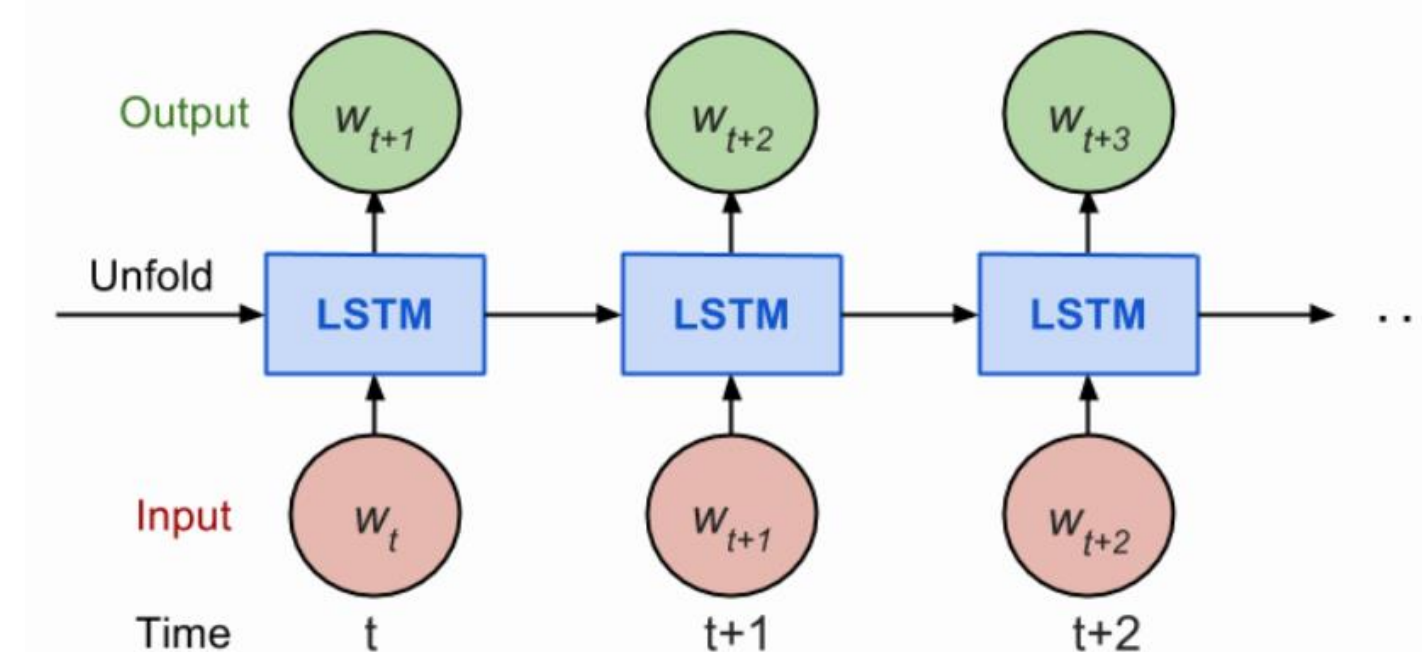 Output w_{t+1} w_{t+2} w_{t+3}
Unfold
LSTM LSTM LSTM . .
Input w_t w_{t+1} w_{t+2}
Time t t+1 t+2